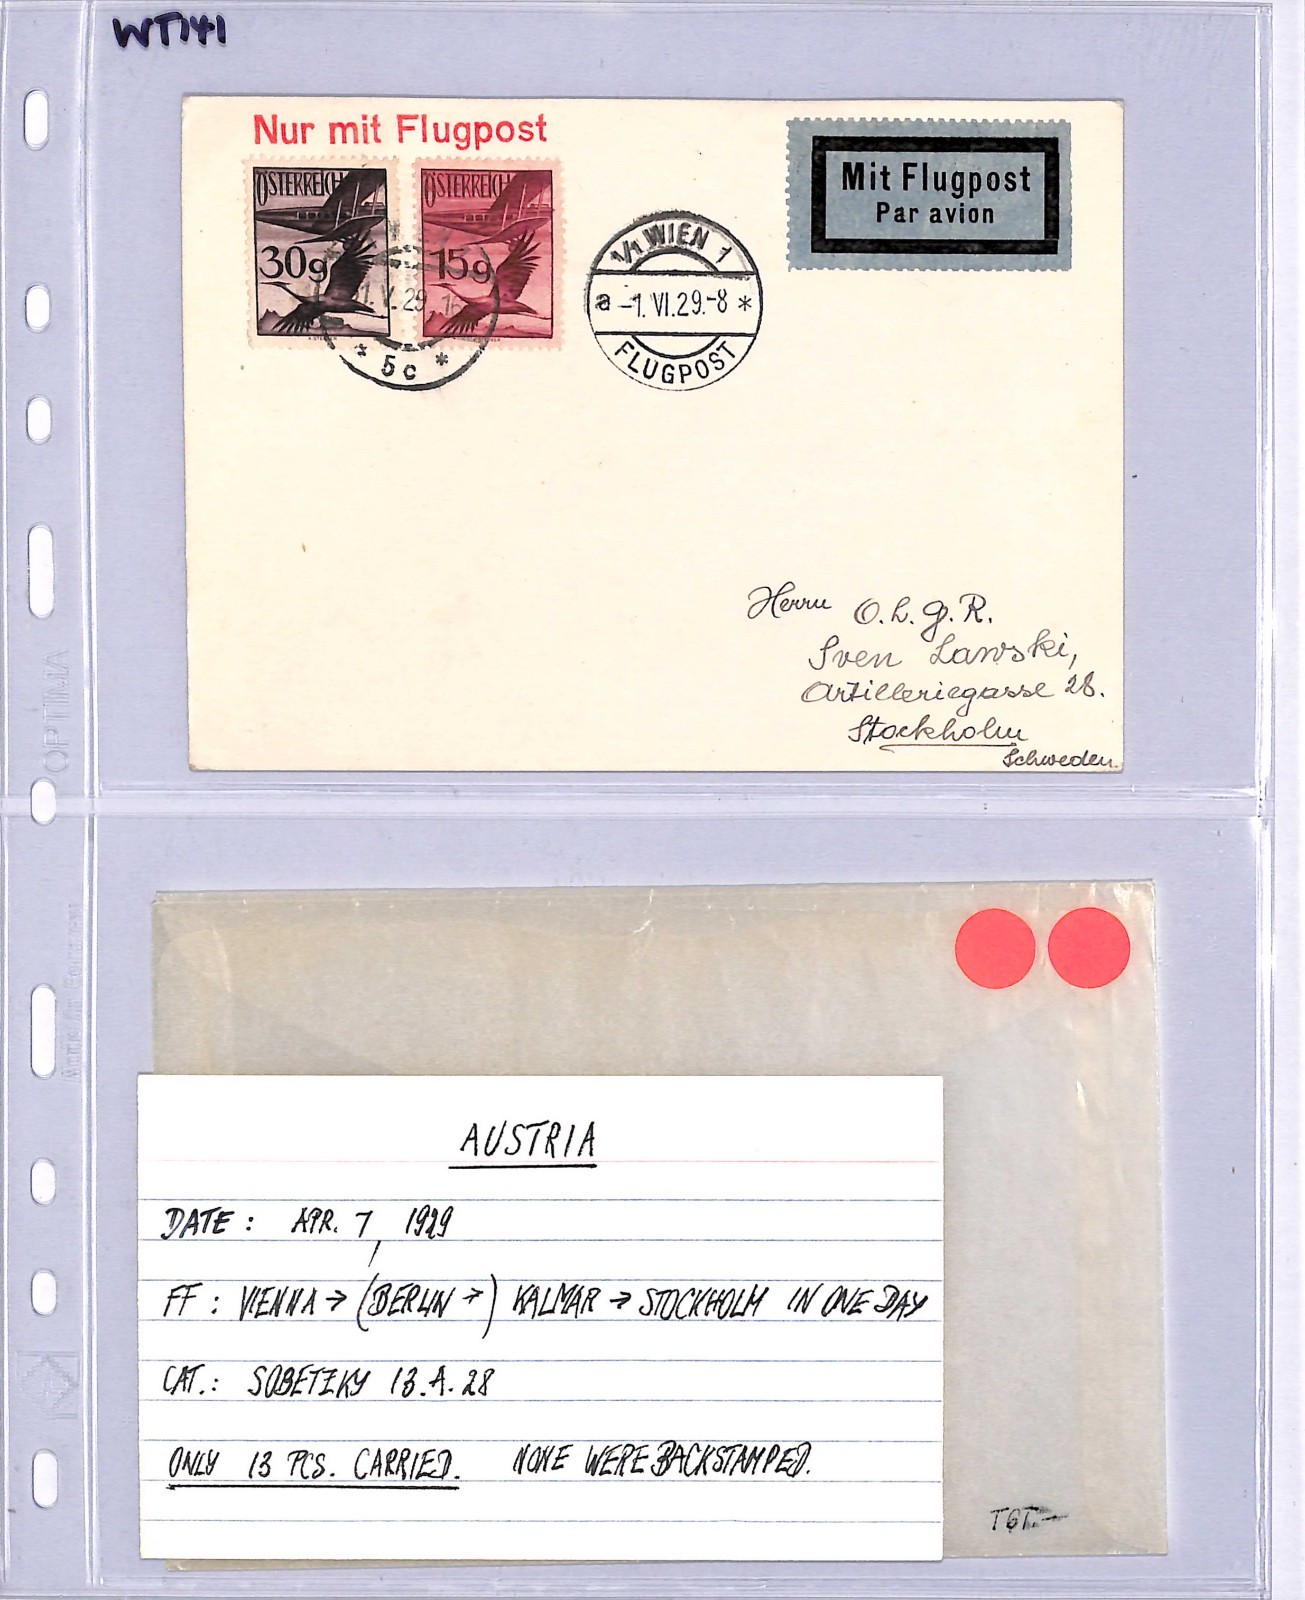 WT141
Nur mit Flugpost
ÖSTERREICH
30g
ÖSTERREICH
15g
1.V.29
* 5c *
1/1 WIEN 1
a -1. VI.29.-8 *
FLUGPOST
Mit Flugpost
Par avion
Herrn O.L.G.R.
Sven Lawski,
Artilleriegasse 28.
Stockholm
Schweden.
OPTIMA
AUSTRIA
DATE: APR. 7, 1929
FF: VIENNA → (BERLIN →) KALMAR → STOCKHOLM IN ONE DAY
CAT.: SOBETZKY 13.A.28
ONLY 13 PCS. CARRIED. NONE WERE BACKSTAMPED.